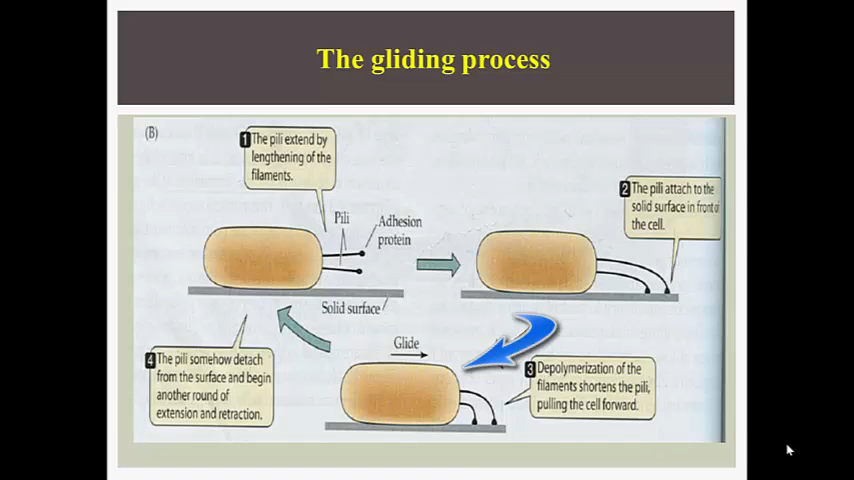 The gliding process
(B)
1 The pili extend by
lengthening of the
filaments.
2 The pili attach to the
solid surface in front of
the cell.
Pili
Adhesion
protein
Solid surface
Glide
4 The pili somehow detach
from the surface and begin
another round of
extension and retraction.
3 Depolymerization of the
filaments shortens the pili,
pulling the cell forward.